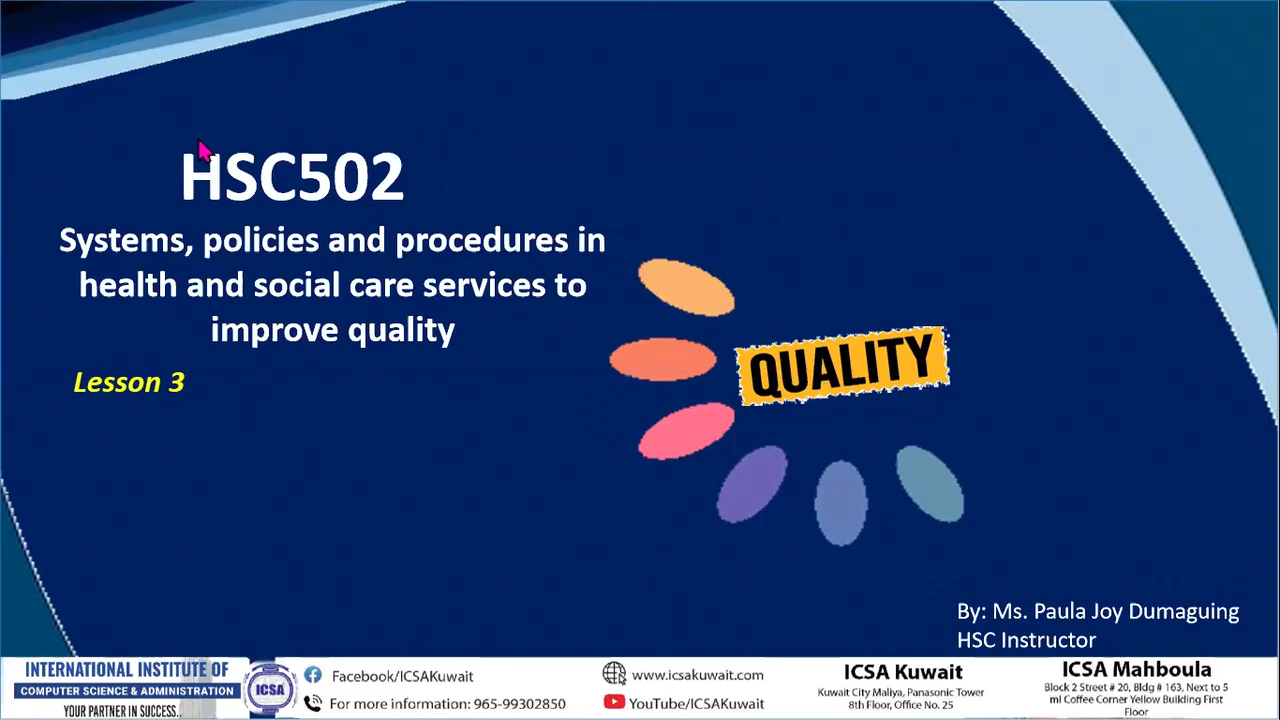 HSC502
Systems, policies and procedures in
health and social care services to
improve quality
Lesson 3
QUALITY
By: Ms. Paula Joy Dumaguing
HSC Instructor
INTERNATIONAL INSTITUTE OF
COMPUTER SCIENCE & ADMINISTRATION
YOUR PARTNER IN SUCCESS..
ICSA
Facebook/ICSAKuwait
For more information: 965-99302850
www.icsakuwait.com
YouTube/ICSAKuwait
ICSA Kuwait
Kuwait City Maliya, Panasonic Tower
8th Floor, Office No. 25
ICSA Mahboula
Block 2 Street # 20, Bldg # 163, Next to 5
ml Coffee Corner Yellow Building First
Floor